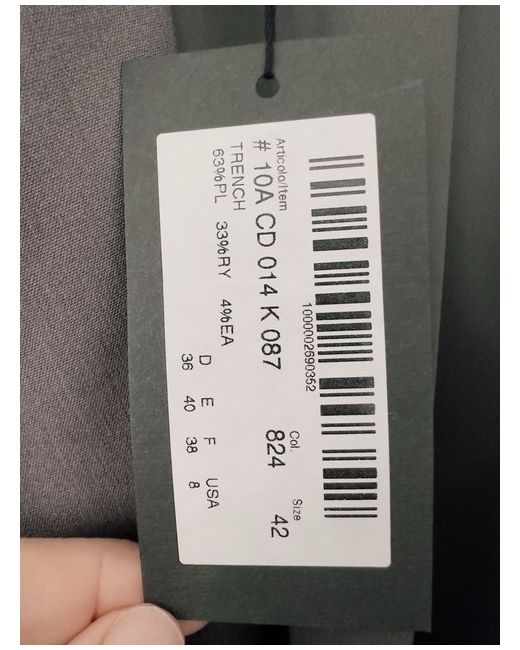 1000002690352
Articolo/Item Col. Size
# 10A CD 014 K 087 824 42
TRENCH
63%PL 33%RY 4%EA
D E F USA
36 40 38 8